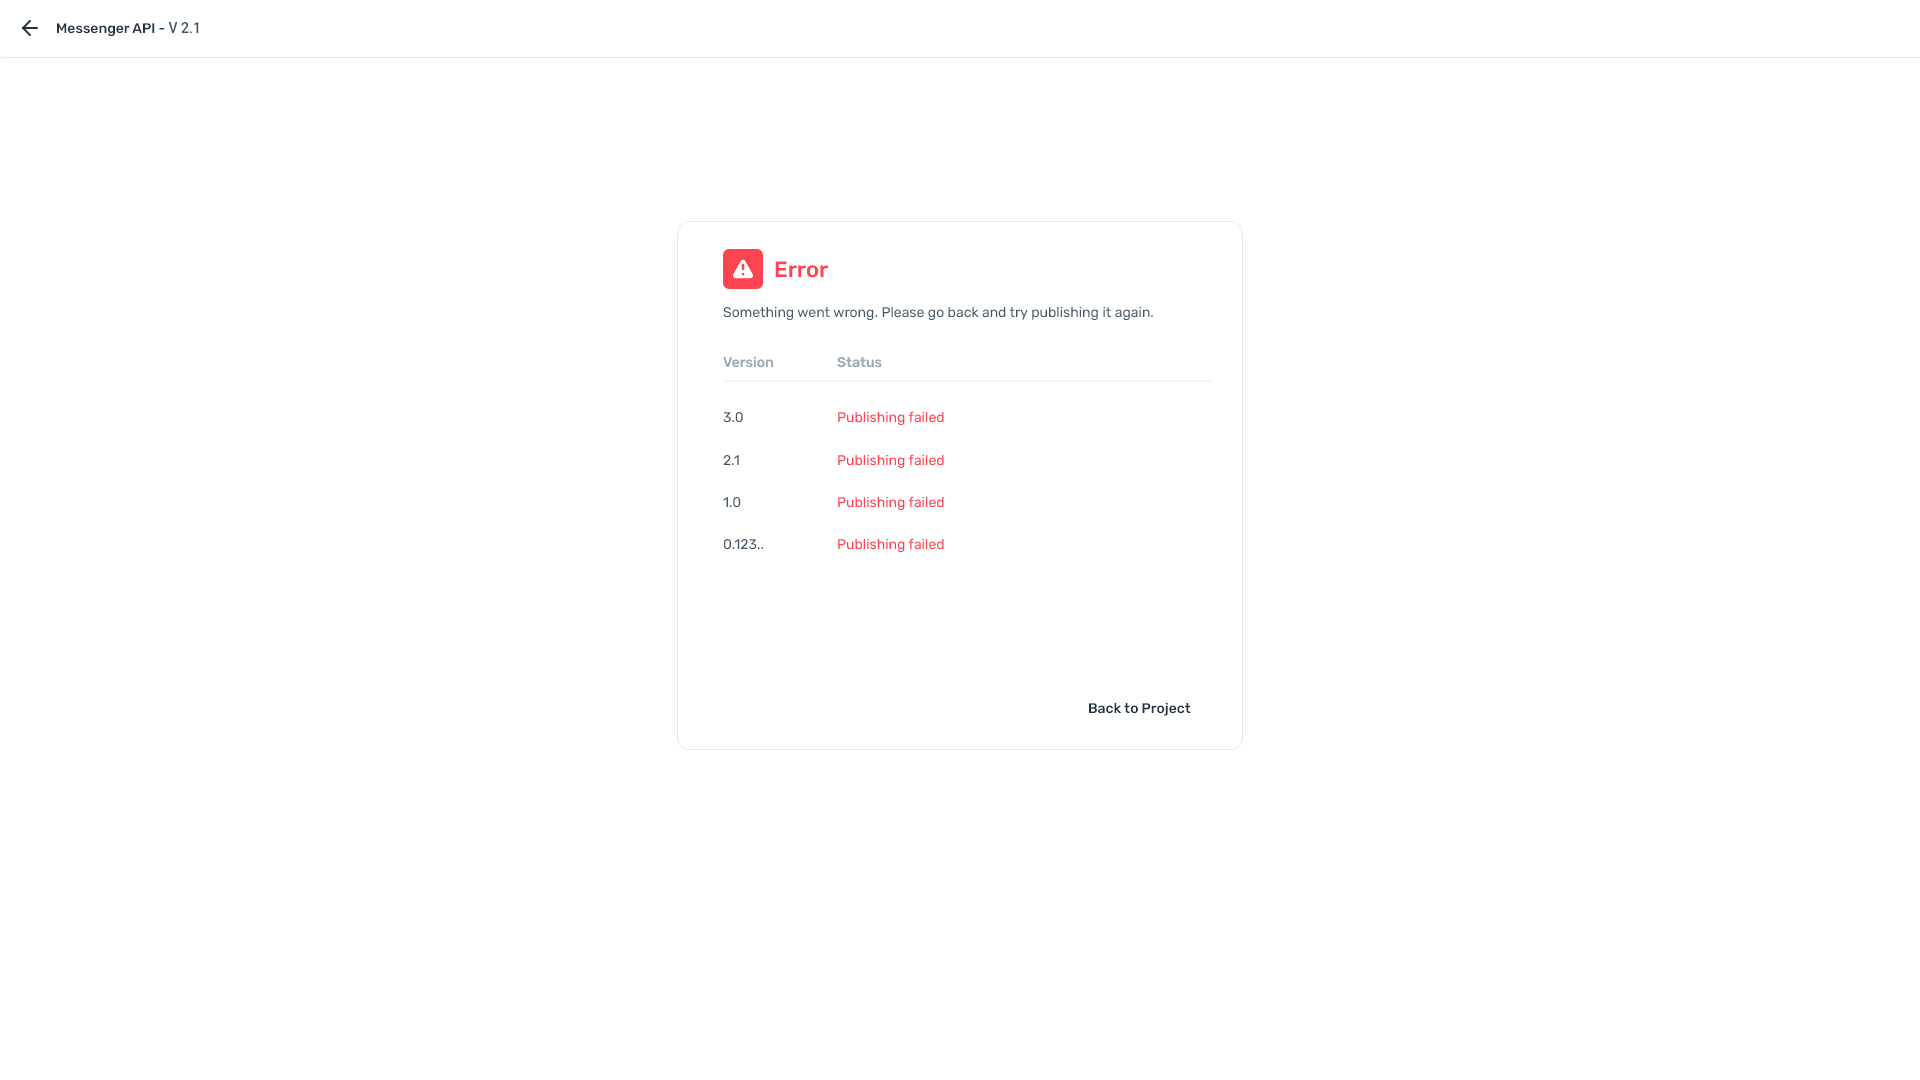 Messenger API - V 2.1
Error
Something went wrong. Please go back and try publishing it again.
Version Status
3.0 Publishing failed
2.1 Publishing failed
1.0 Publishing failed
0.123.. Publishing failed
Back to Project